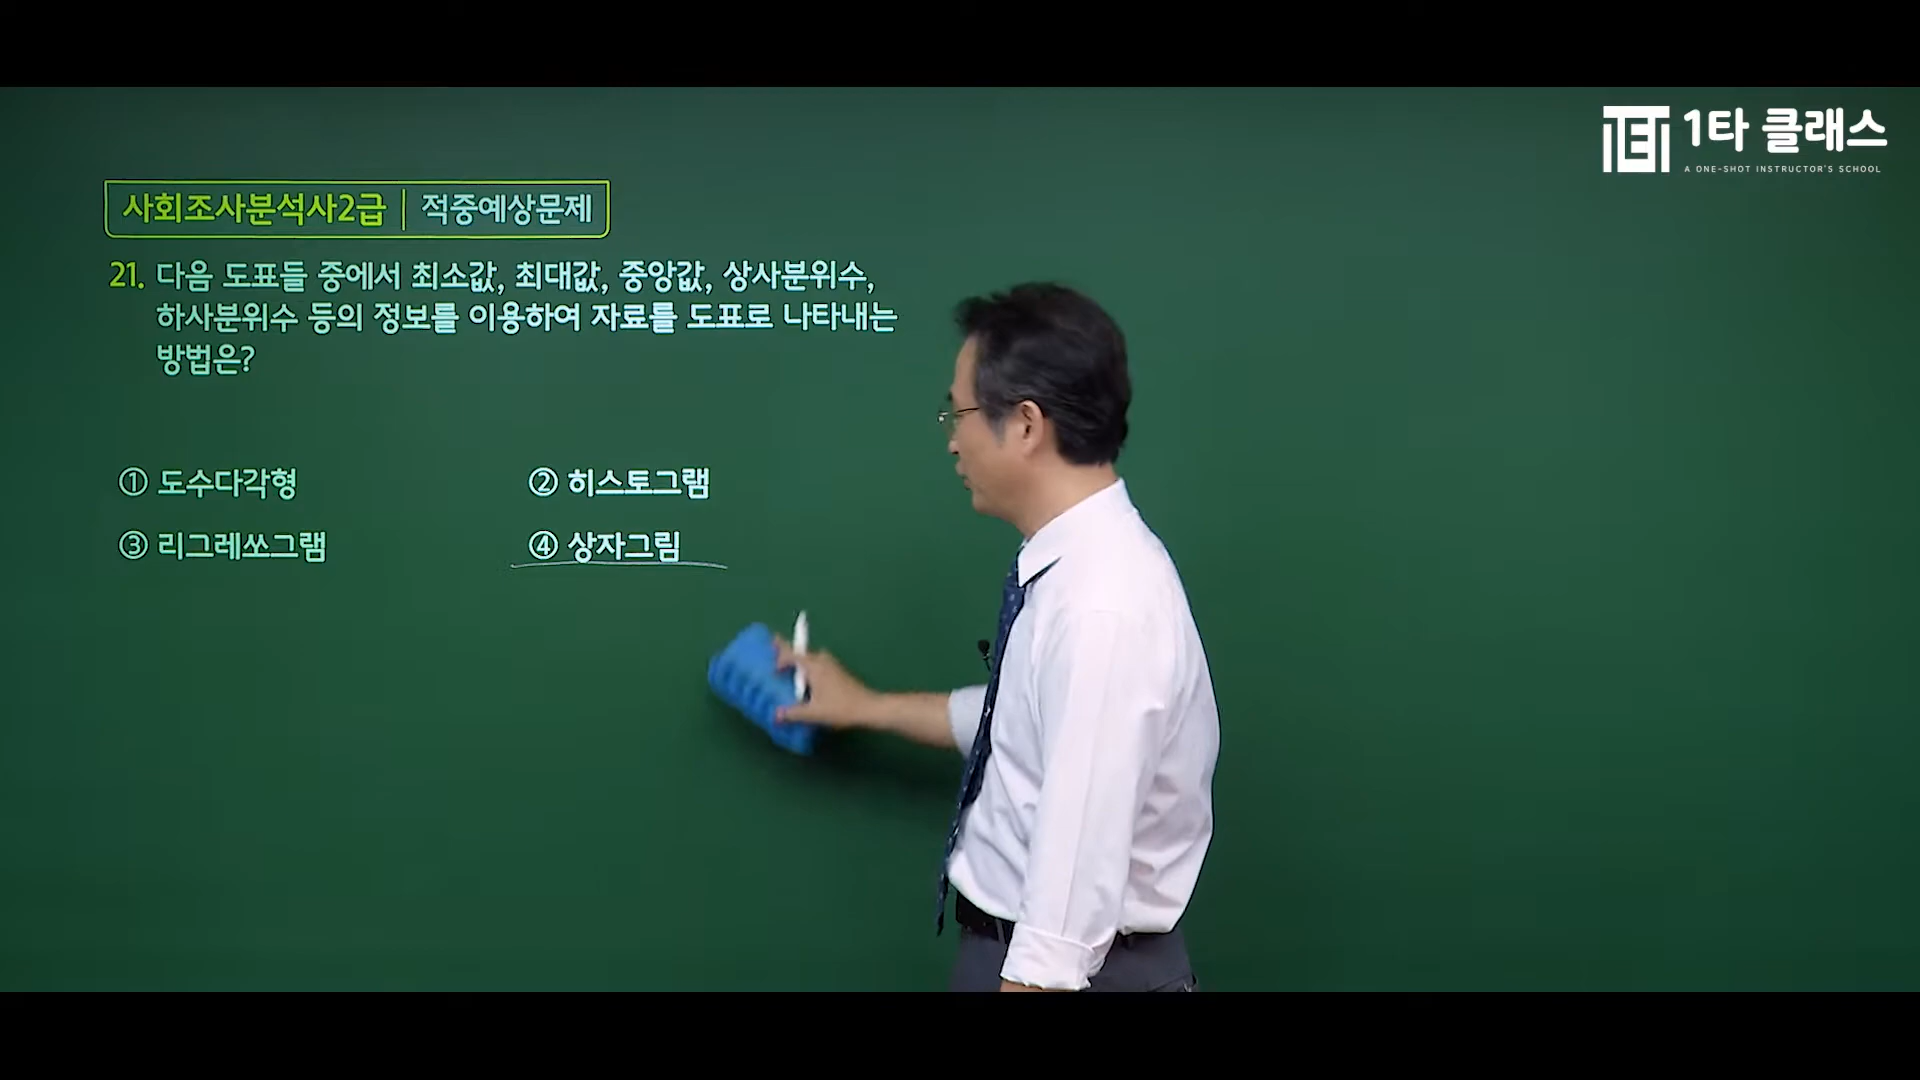 1타 클래스
A ONE-SHOT INSTRUCTOR'S SCHOOL
사회조사분석사2급 | 적중예상문제
21. 다음 도표들 중에서 최소값, 최대값, 중앙값, 상사분위수,
하사분위수 등의 정보를 이용하여 자료를 도표로 나타내는
방법은?
① 도수다각형 ② 히스토그램
③ 리그레쏘그램 ④ 상자그림